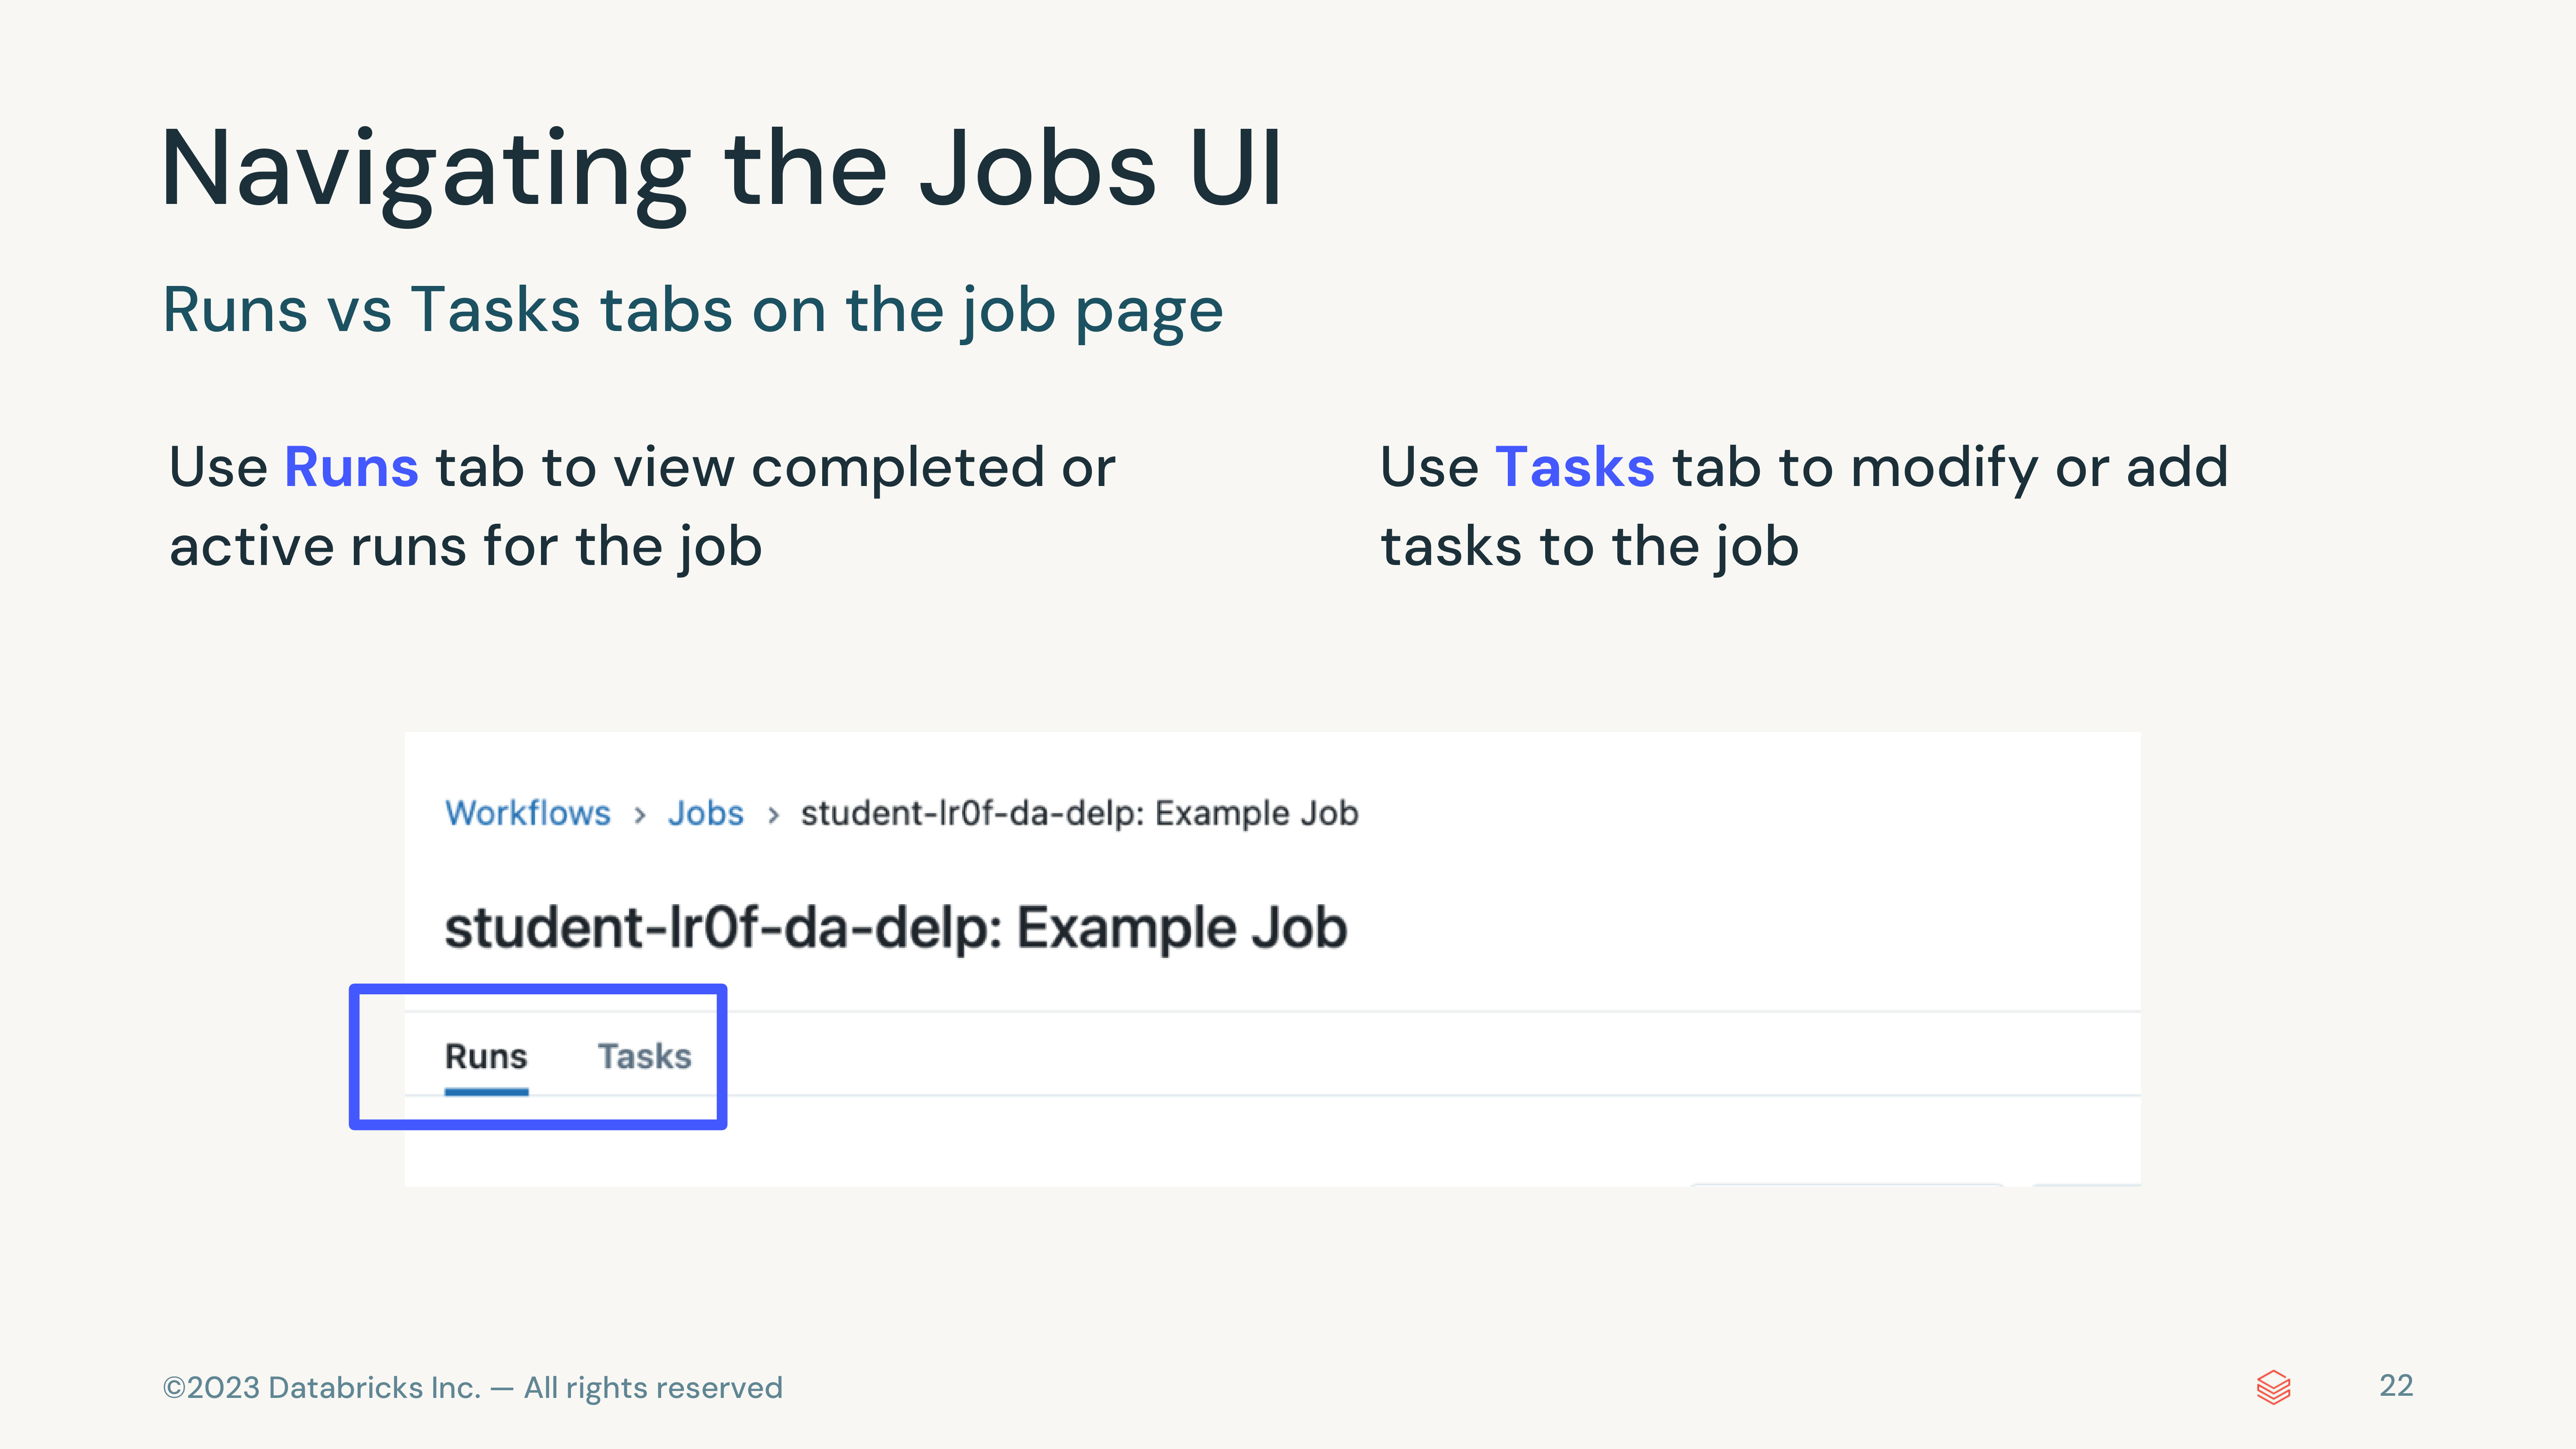 Navigating the Jobs UI
Runs vs Tasks tabs on the job page
Use Runs tab to view completed or
active runs for the job
Use Tasks tab to modify or add
tasks to the job
Workflows › Jobs › student-lr0f-da-delp: Example Job
student-lr0f-da-delp: Example Job
Runs Tasks
©2023 Databricks Inc. — All rights reserved
22